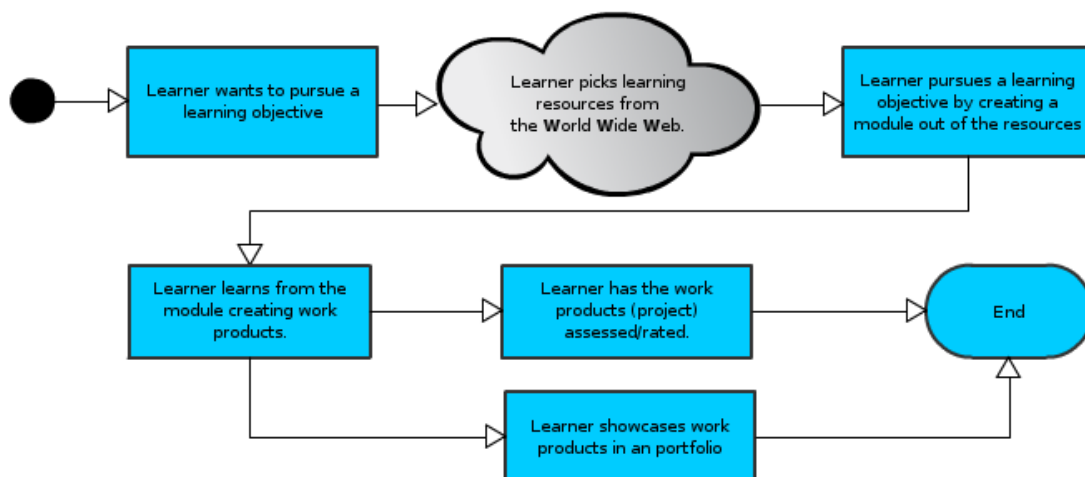 Learner wants to pursue a
learning objective
Learner picks learning
resources from
the World Wide Web.
Learner pursues a learning
objective by creating a
module out of the resources
Learner learns from the
module creating work
products.
Learner has the work
products (project)
assessed/rated.
End
Learner showcases work
products in an portfolio